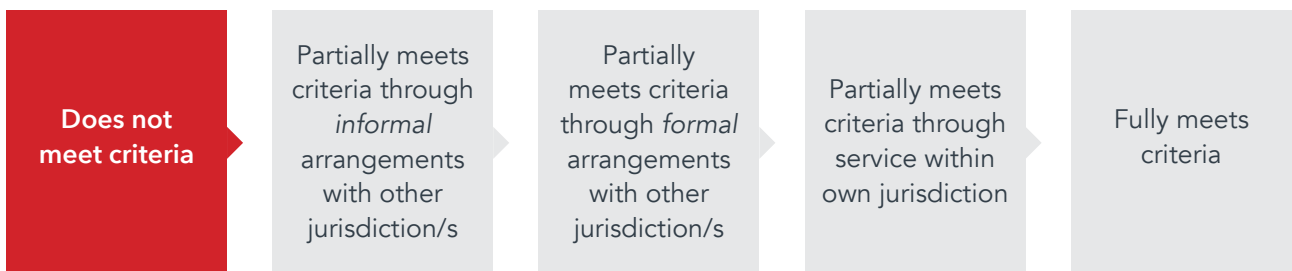 Does not
meet criteria
Partially meets
criteria through
informal
arrangements
with other
jurisdiction/s
Partially
meets criteria
through formal
arrangements
with other
jurisdiction/s
Partially meets
criteria through
service within
own jurisdiction
Fully meets
criteria